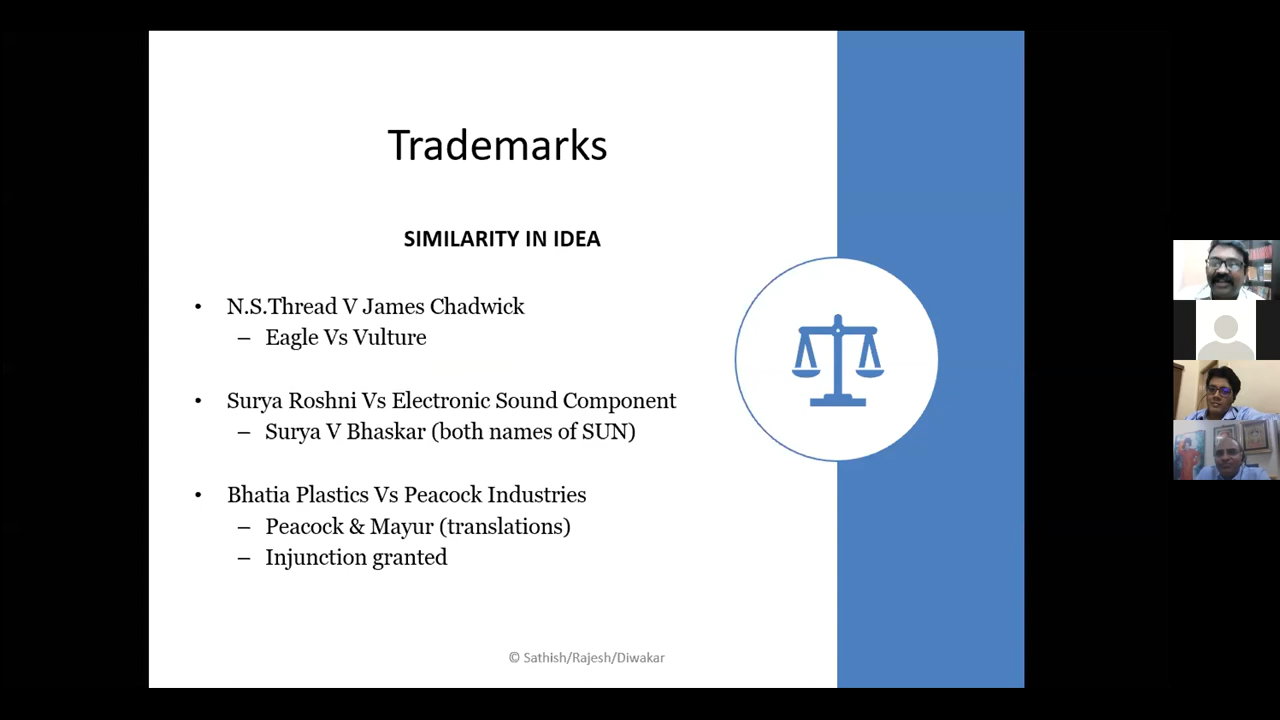 Trademarks
SIMILARITY IN IDEA
• N.S.Thread V James Chadwick
– Eagle Vs Vulture
• Surya Roshni Vs Electronic Sound Component
– Surya V Bhaskar (both names of SUN)
• Bhatia Plastics Vs Peacock Industries
– Peacock & Mayur (translations)
– Injunction granted
© Sathish/Rajesh/Diwakar